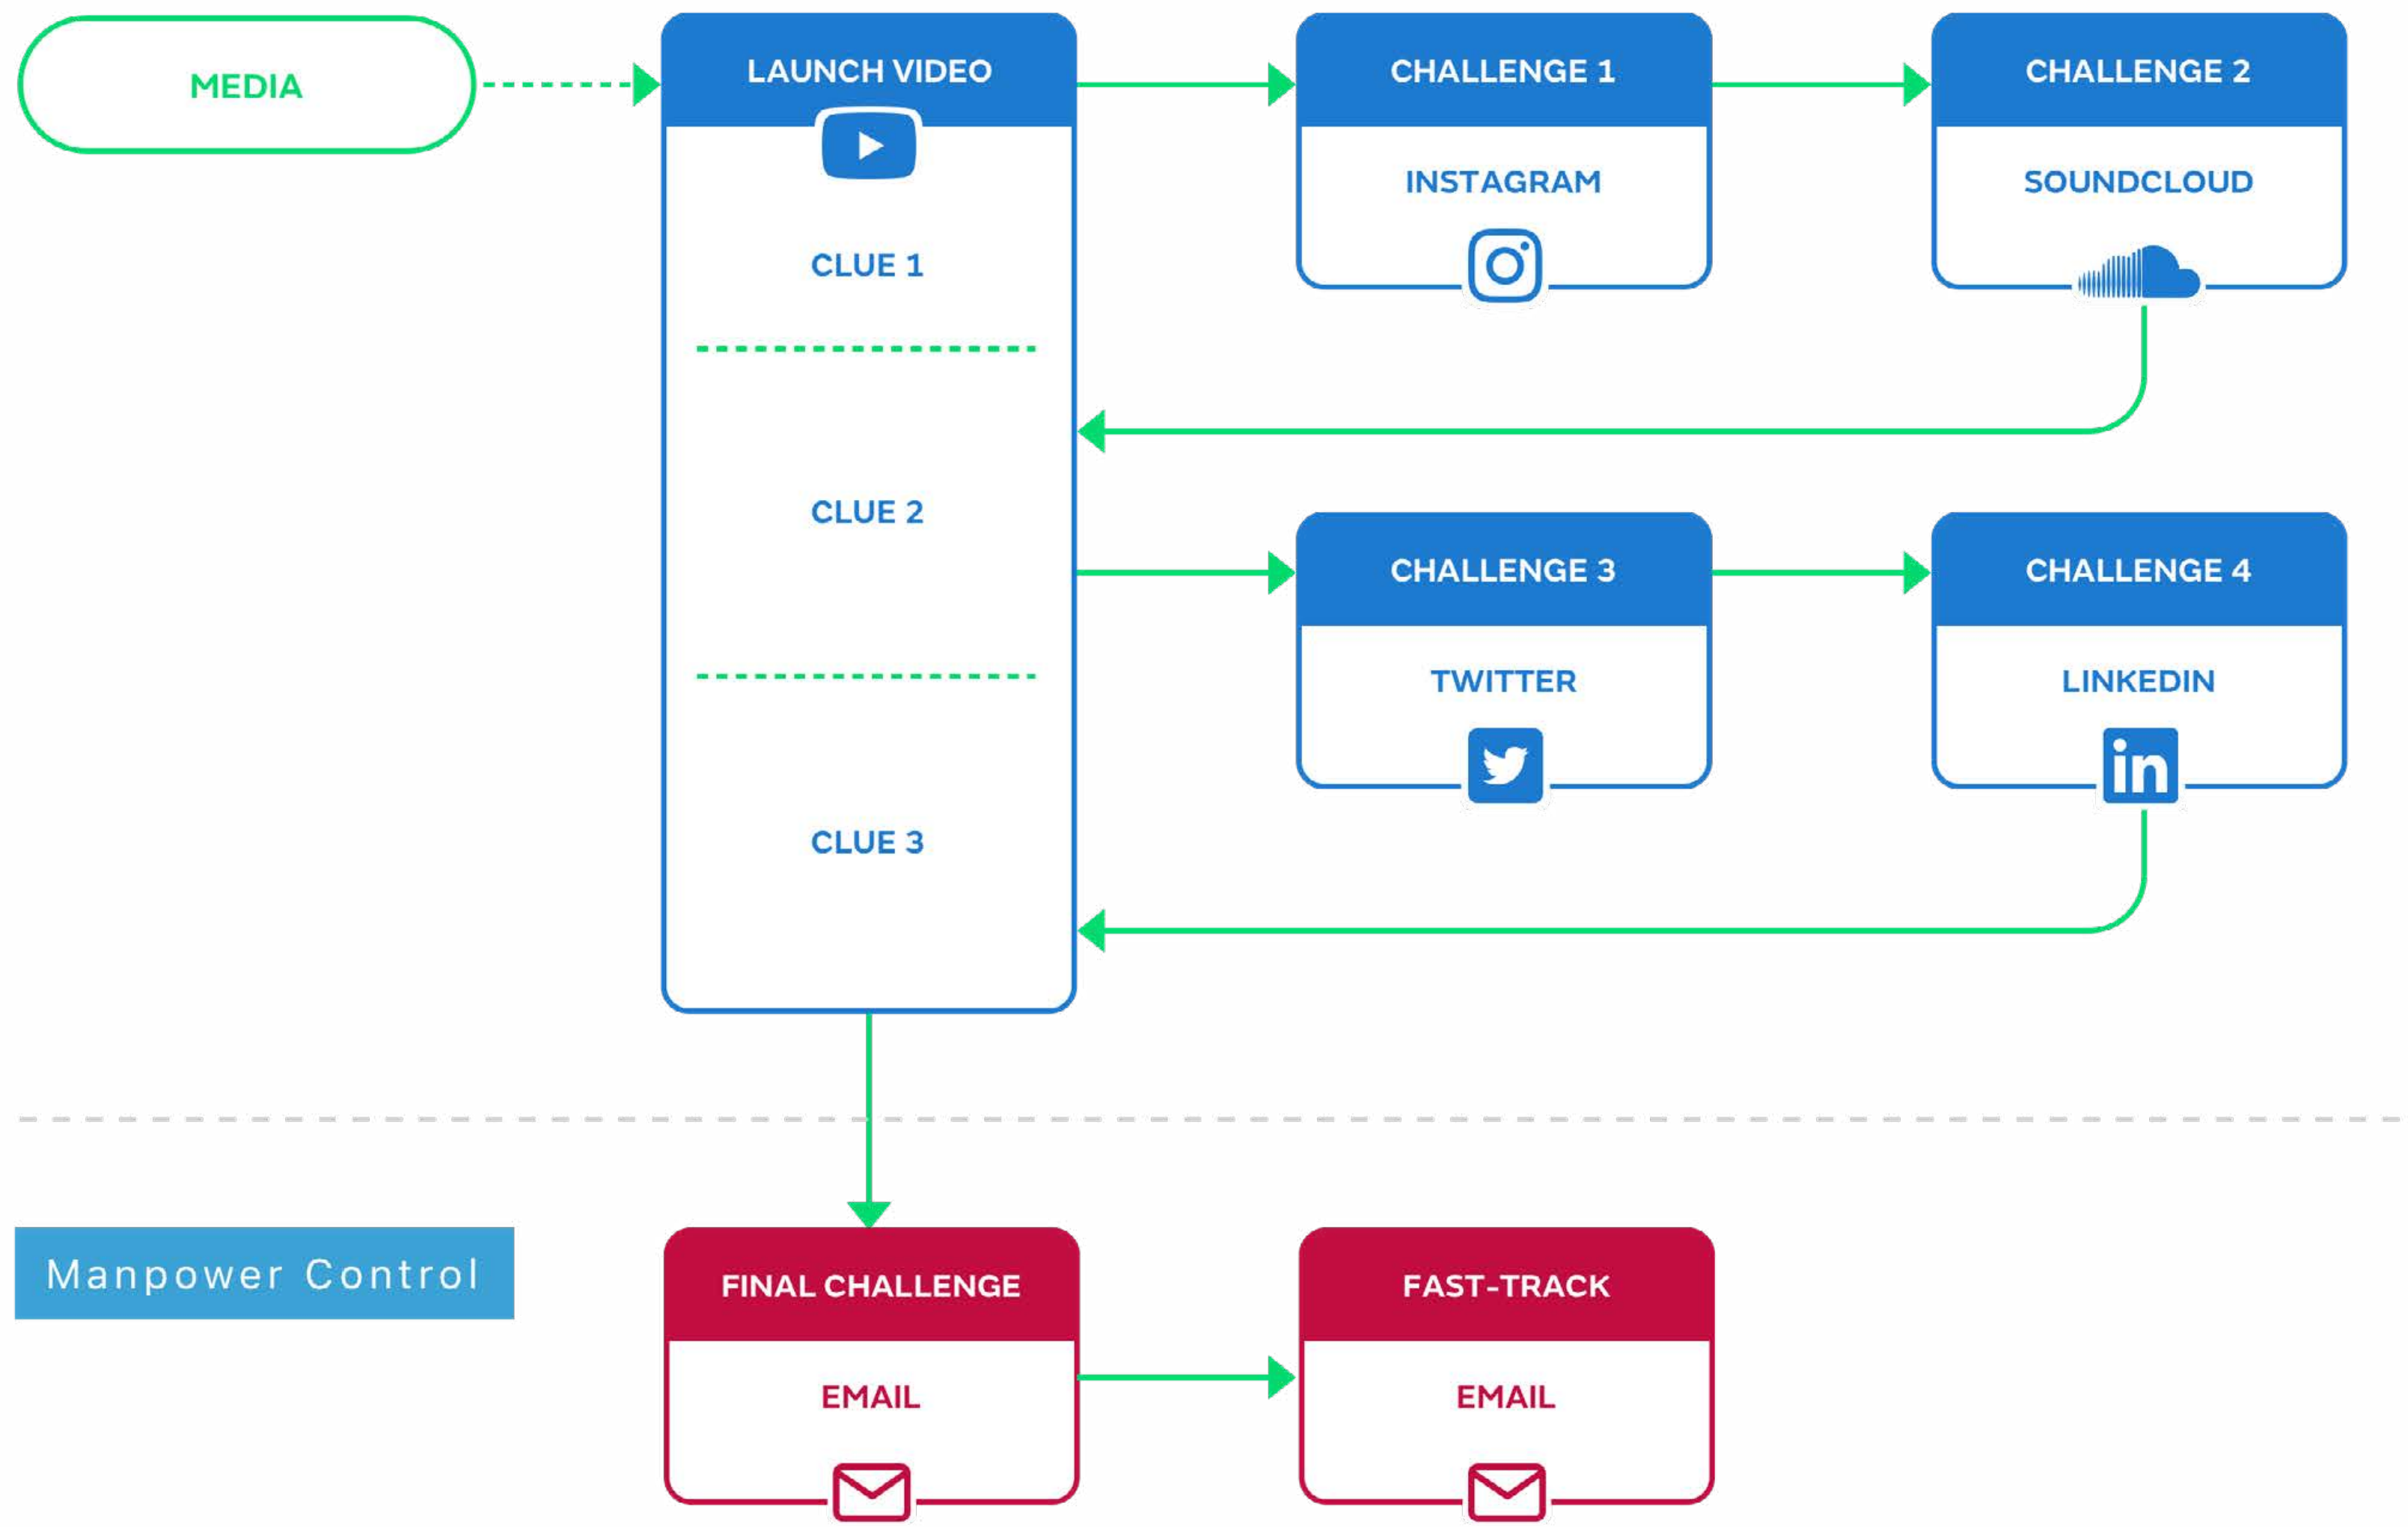 MEDIA
LAUNCH VIDEO
CLUE 1
CLUE 2
CLUE 3
CHALLENGE 1
INSTAGRAM
CHALLENGE 2
SOUNDCLOUD
CHALLENGE 3
TWITTER
CHALLENGE 4
LINKEDIN
in
Manpower Control
FINAL CHALLENGE
EMAIL
FAST-TRACK
EMAIL